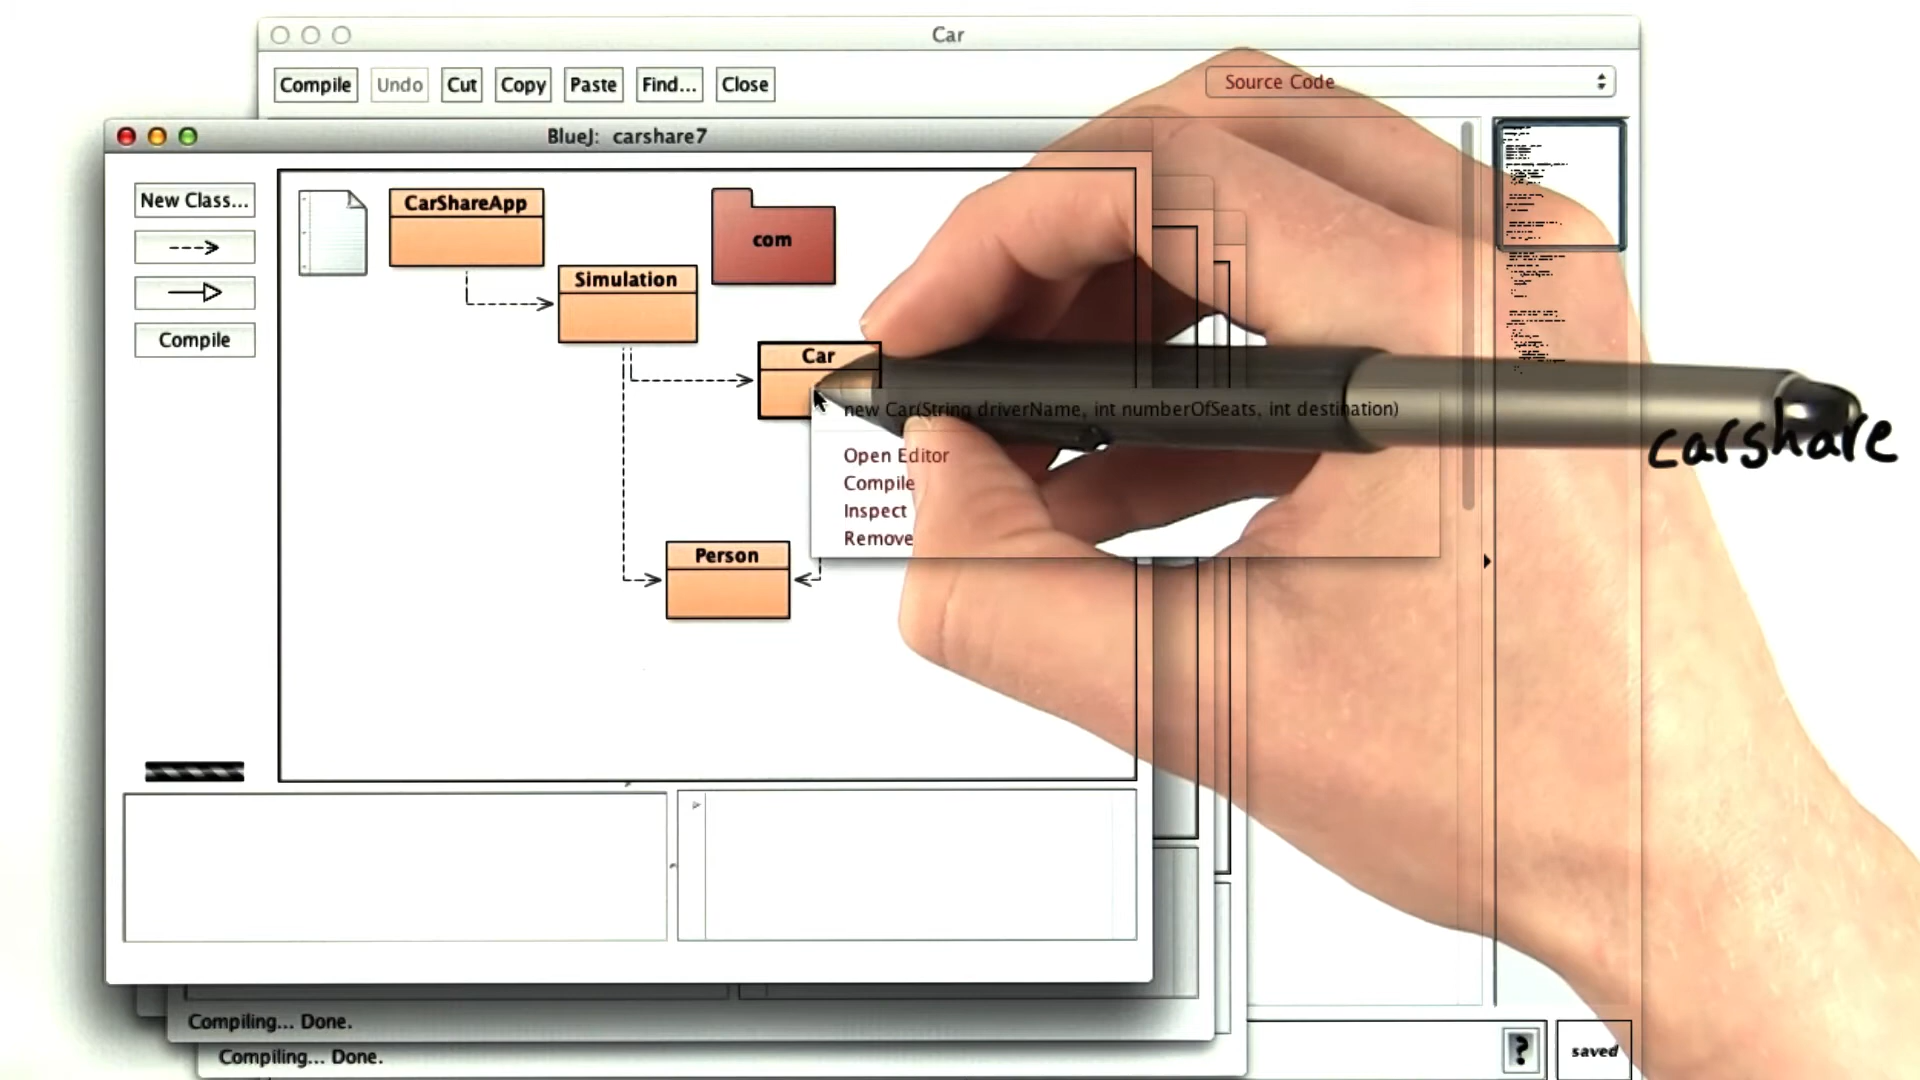 Car
Compile Undo Cut Copy Paste Find... Close Source Code
BlueJ: carshare7
New Class...
Compile
CarShareApp
com
Simulation
Car
new Car(String driverName, int numberOfSeats, int destination)
Open Editor
Compile
Inspect
Remove
carshare
Person
Compiling... Done.
Compiling... Done.
? saved